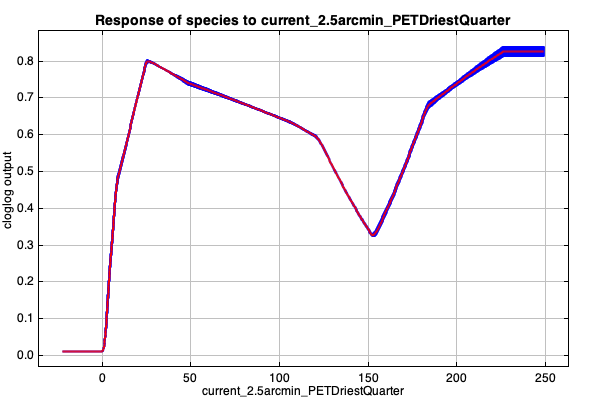 Response of species to current_2.5arcmin_PETDriestQuarter
cloglog output
0.8
0.7
0.6
0.5
0.4
0.3
0.2
0.1
0.0
0 50 100 150 200 250
current_2.5arcmin_PETDriestQuarter